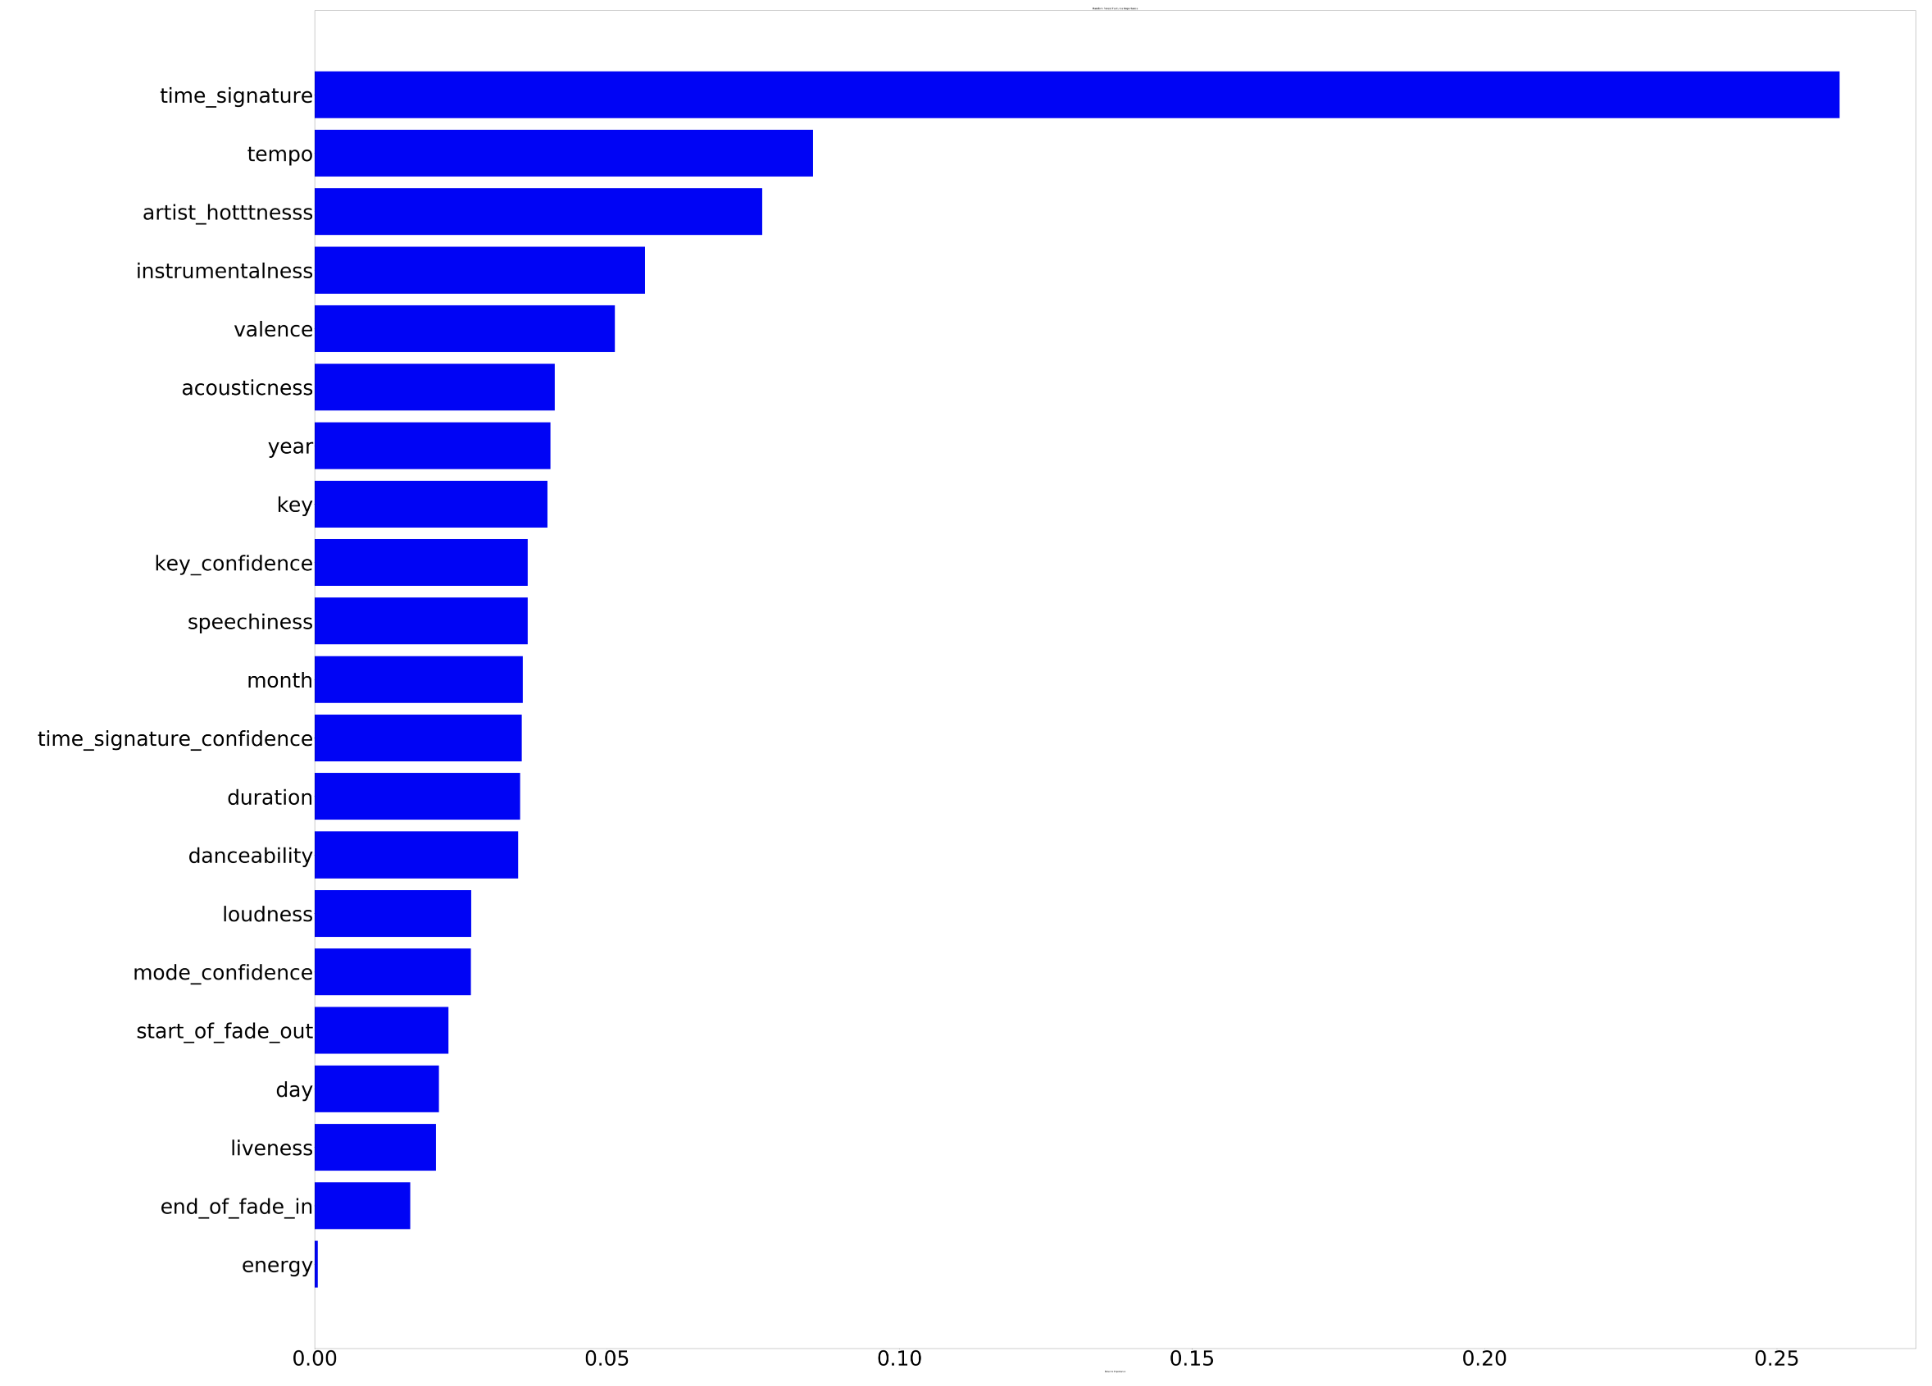 time_signature
tempo
artist_hotttnesss
instrumentalness
valence
acousticness
year
key
key_confidence
speechiness
month
time_signature_confidence
duration
danceability
loudness
mode_confidence
start_of_fade_out
day
liveness
end_of_fade_in
energy
0.00 0.05 0.10 0.15 0.20 0.25